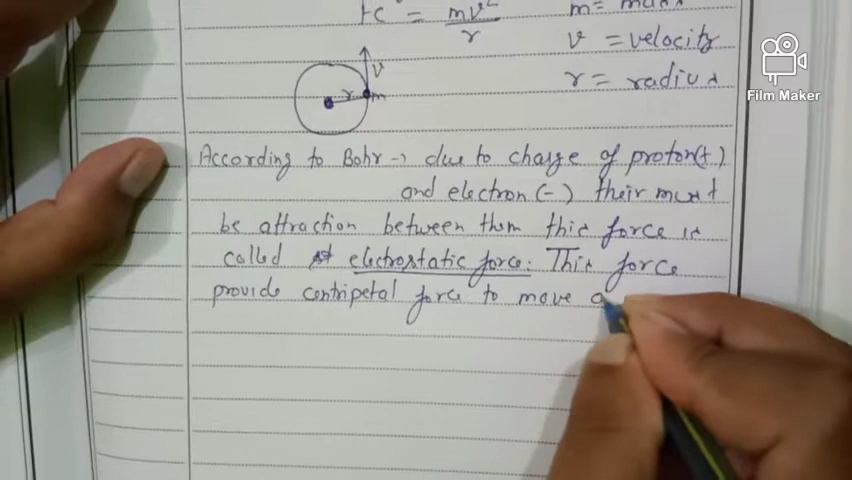 Fc = mv²/r
m = mass
v = velocity
r = radius
v
r m
Film Maker
According to Bohr → due to charge of proton(+)
and electron (-) their must
be attraction between them this force is
called electrostatic force. This force
provide centripetal force to move